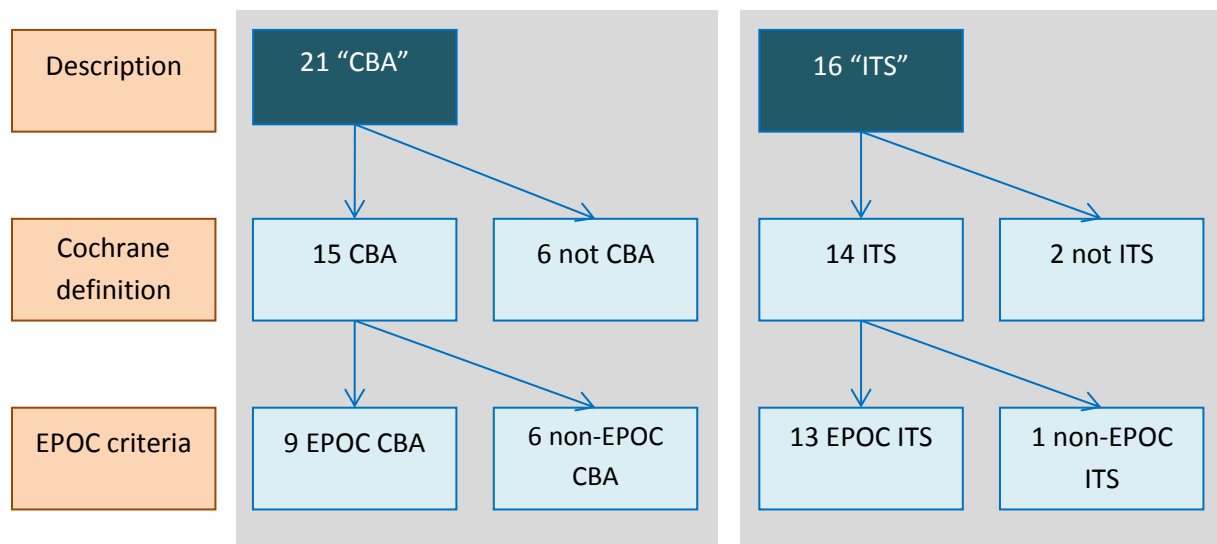 Description
21 “CBA”
16 “ITS”
Cochrane
definition
15 CBA
6 not CBA
14 ITS
2 not ITS
EPOC criteria
9 EPOC CBA
6 non-EPOC
CBA
13 EPOC ITS
1 non-EPOC
ITS